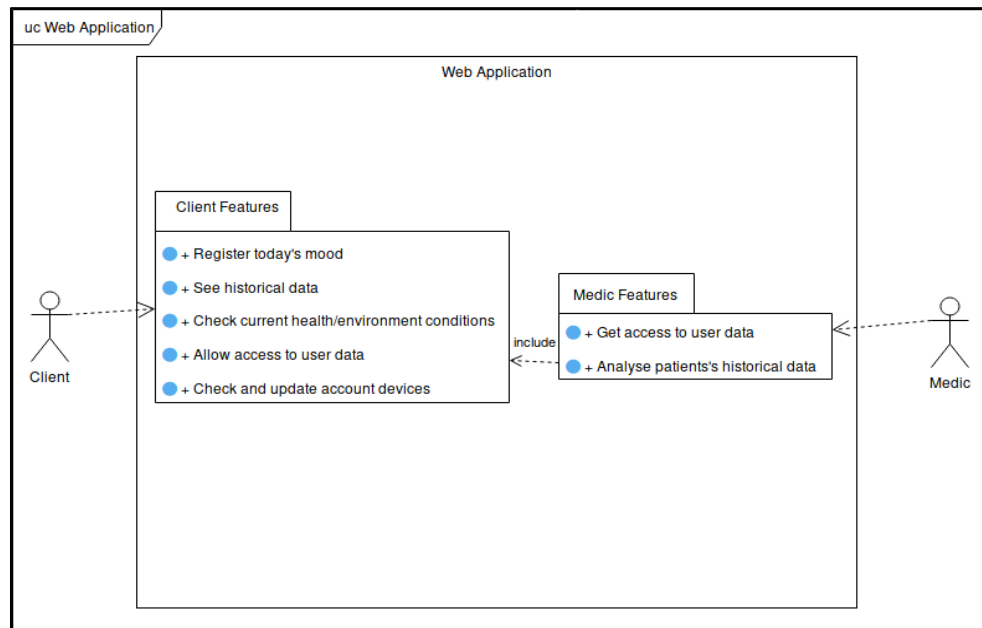 uc Web Application
Web Application
Client Features
+ Register today's mood
+ See historical data
+ Check current health/environment conditions
+ Allow access to user data
+ Check and update account devices
Client
include
Medic Features
+ Get access to user data
+ Analyse patients's historical data
Medic